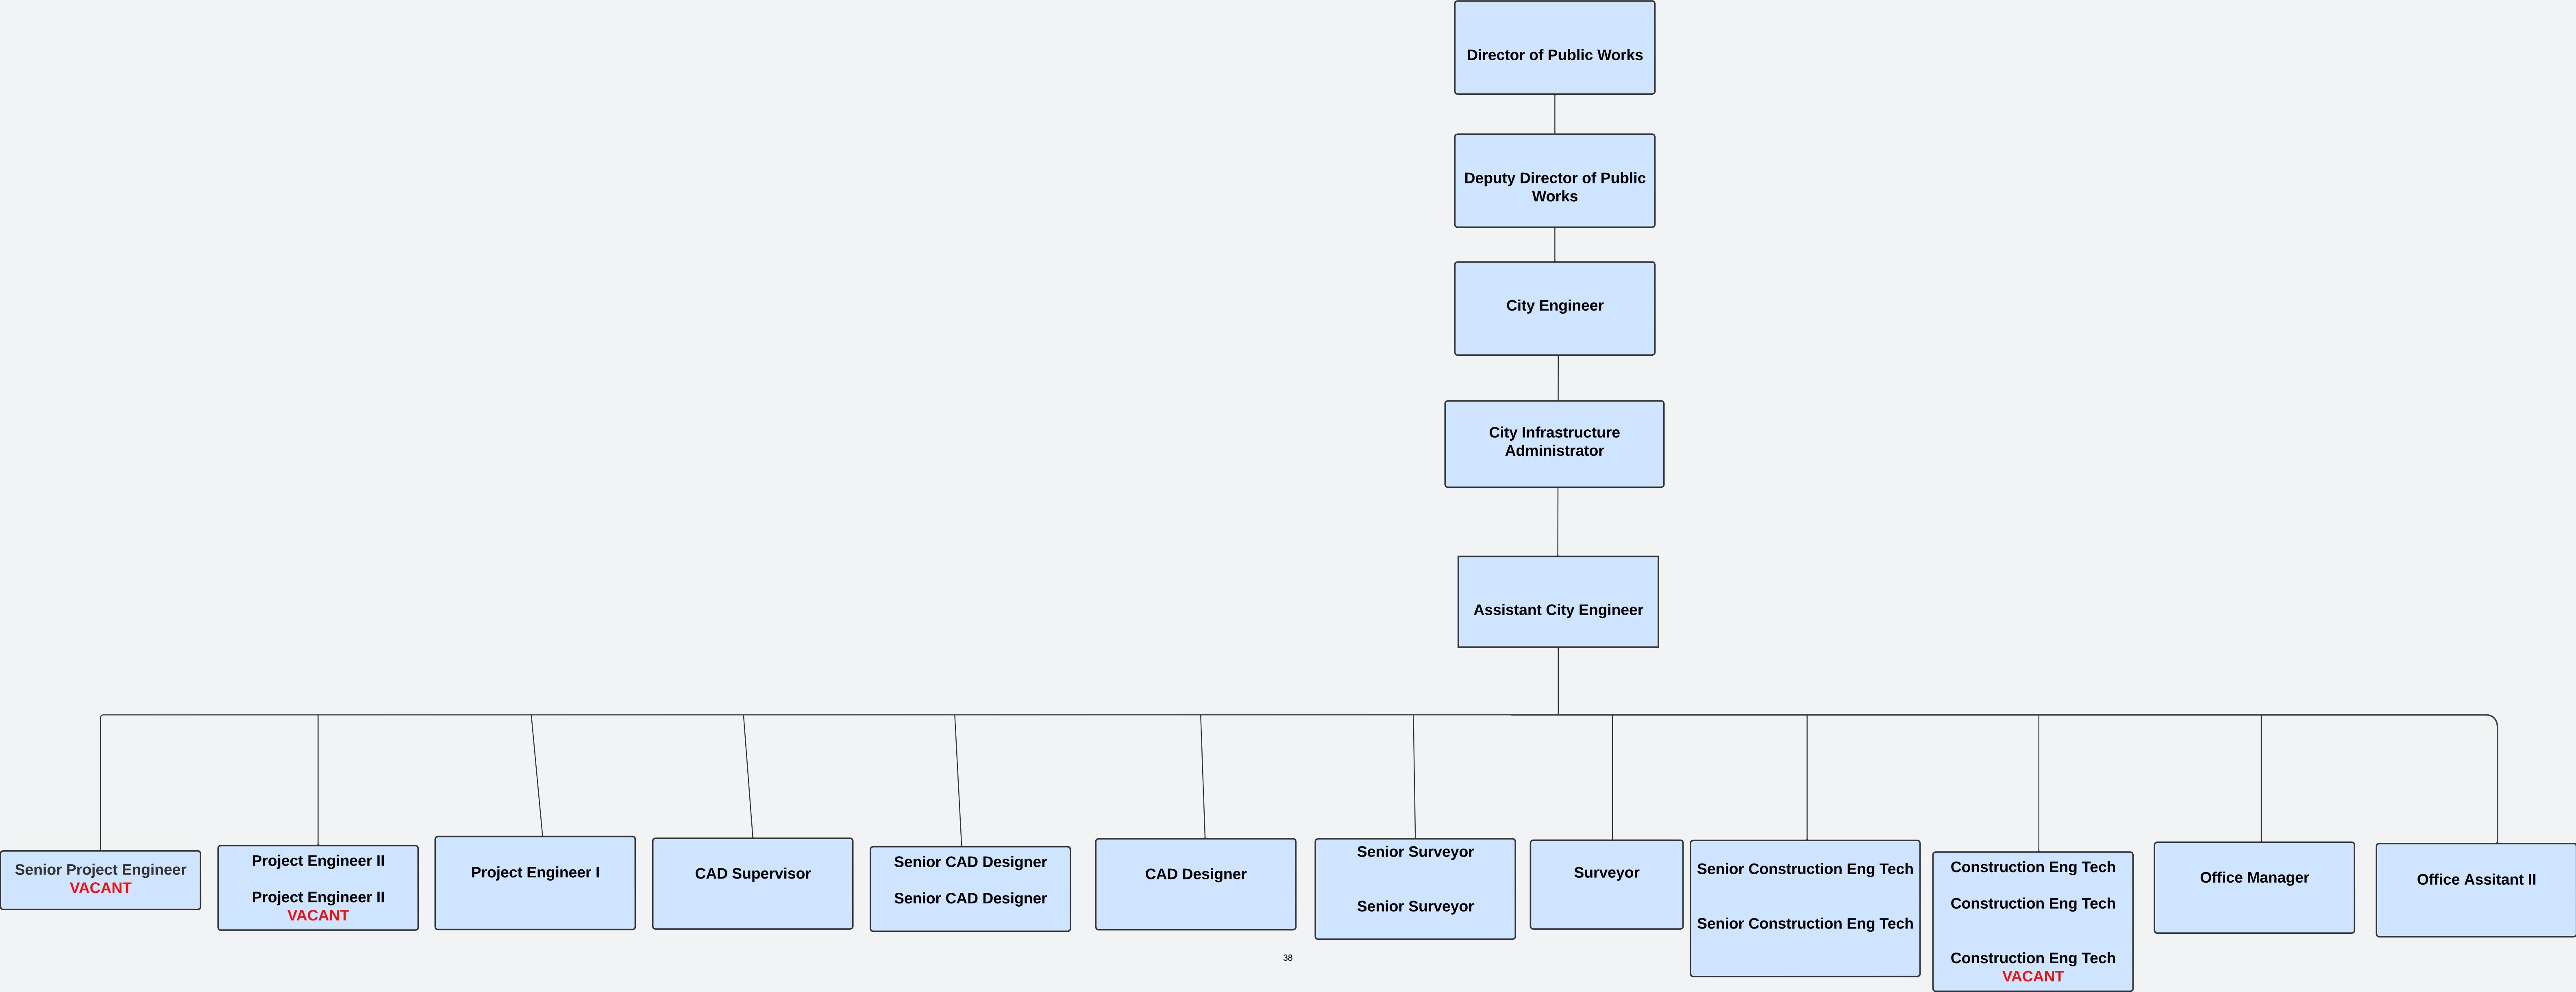 Director of Public Works
Deputy Director of Public
Works
City Engineer
City Infrastructure
Administrator
Assistant City Engineer
Senior Project Engineer
VACANT
Project Engineer II
Project Engineer II
VACANT
Project Engineer I
CAD Supervisor
Senior CAD Designer
Senior CAD Designer
CAD Designer
Senior Surveyor
Senior Surveyor
Surveyor
Senior Construction Eng Tech
Senior Construction Eng Tech
Construction Eng Tech
Construction Eng Tech
Construction Eng Tech
VACANT
Office Manager
Office Assitant II
38